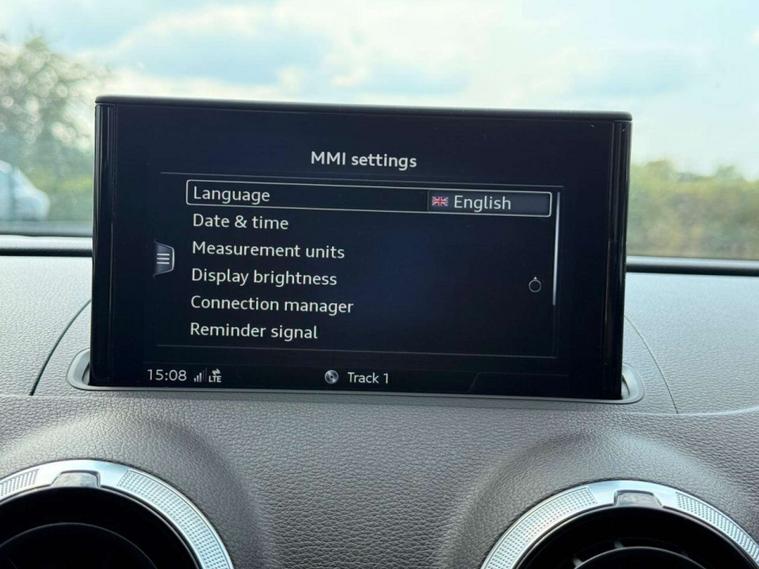 MMI settings
Language English
Date & time
Measurement units
Display brightness
Connection manager
Reminder signal
15:08 LTE Track 1